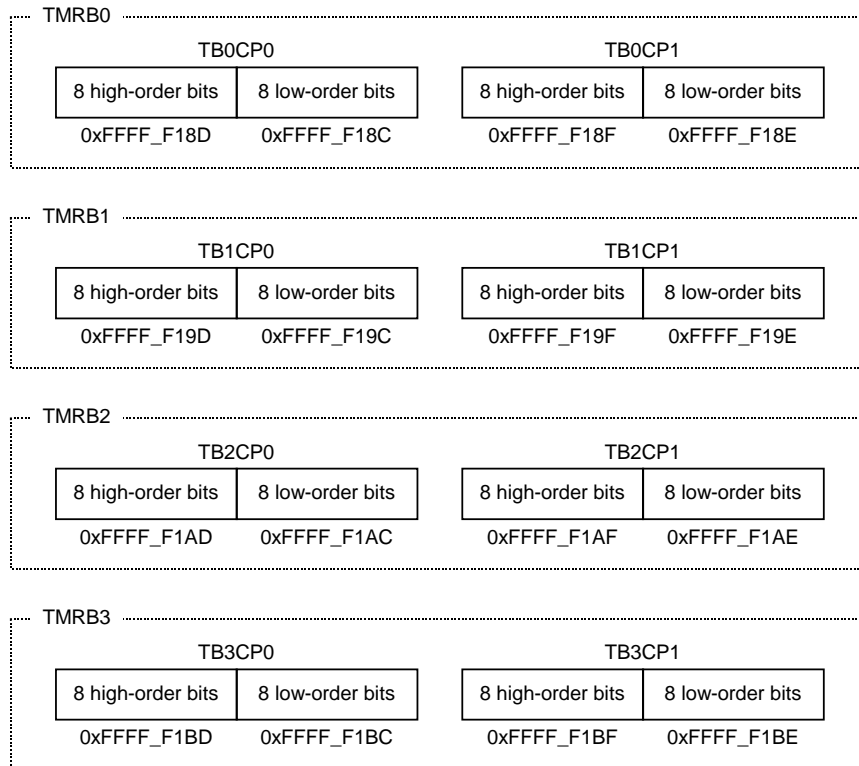 TMRB0
TB0CP0 TB0CP1
8 high-order bits 8 low-order bits 8 high-order bits 8 low-order bits
0xFFFF_F18D 0xFFFF_F18C 0xFFFF_F18F 0xFFFF_F18E
TMRB1
TB1CP0 TB1CP1
8 high-order bits 8 low-order bits 8 high-order bits 8 low-order bits
0xFFFF_F19D 0xFFFF_F19C 0xFFFF_F19F 0xFFFF_F19E
TMRB2
TB2CP0 TB2CP1
8 high-order bits 8 low-order bits 8 high-order bits 8 low-order bits
0xFFFF_F1AD 0xFFFF_F1AC 0xFFFF_F1AF 0xFFFF_F1AE
TMRB3
TB3CP0 TB3CP1
8 high-order bits 8 low-order bits 8 high-order bits 8 low-order bits
0xFFFF_F1BD 0xFFFF_F1BC 0xFFFF_F1BF 0xFFFF_F1BE